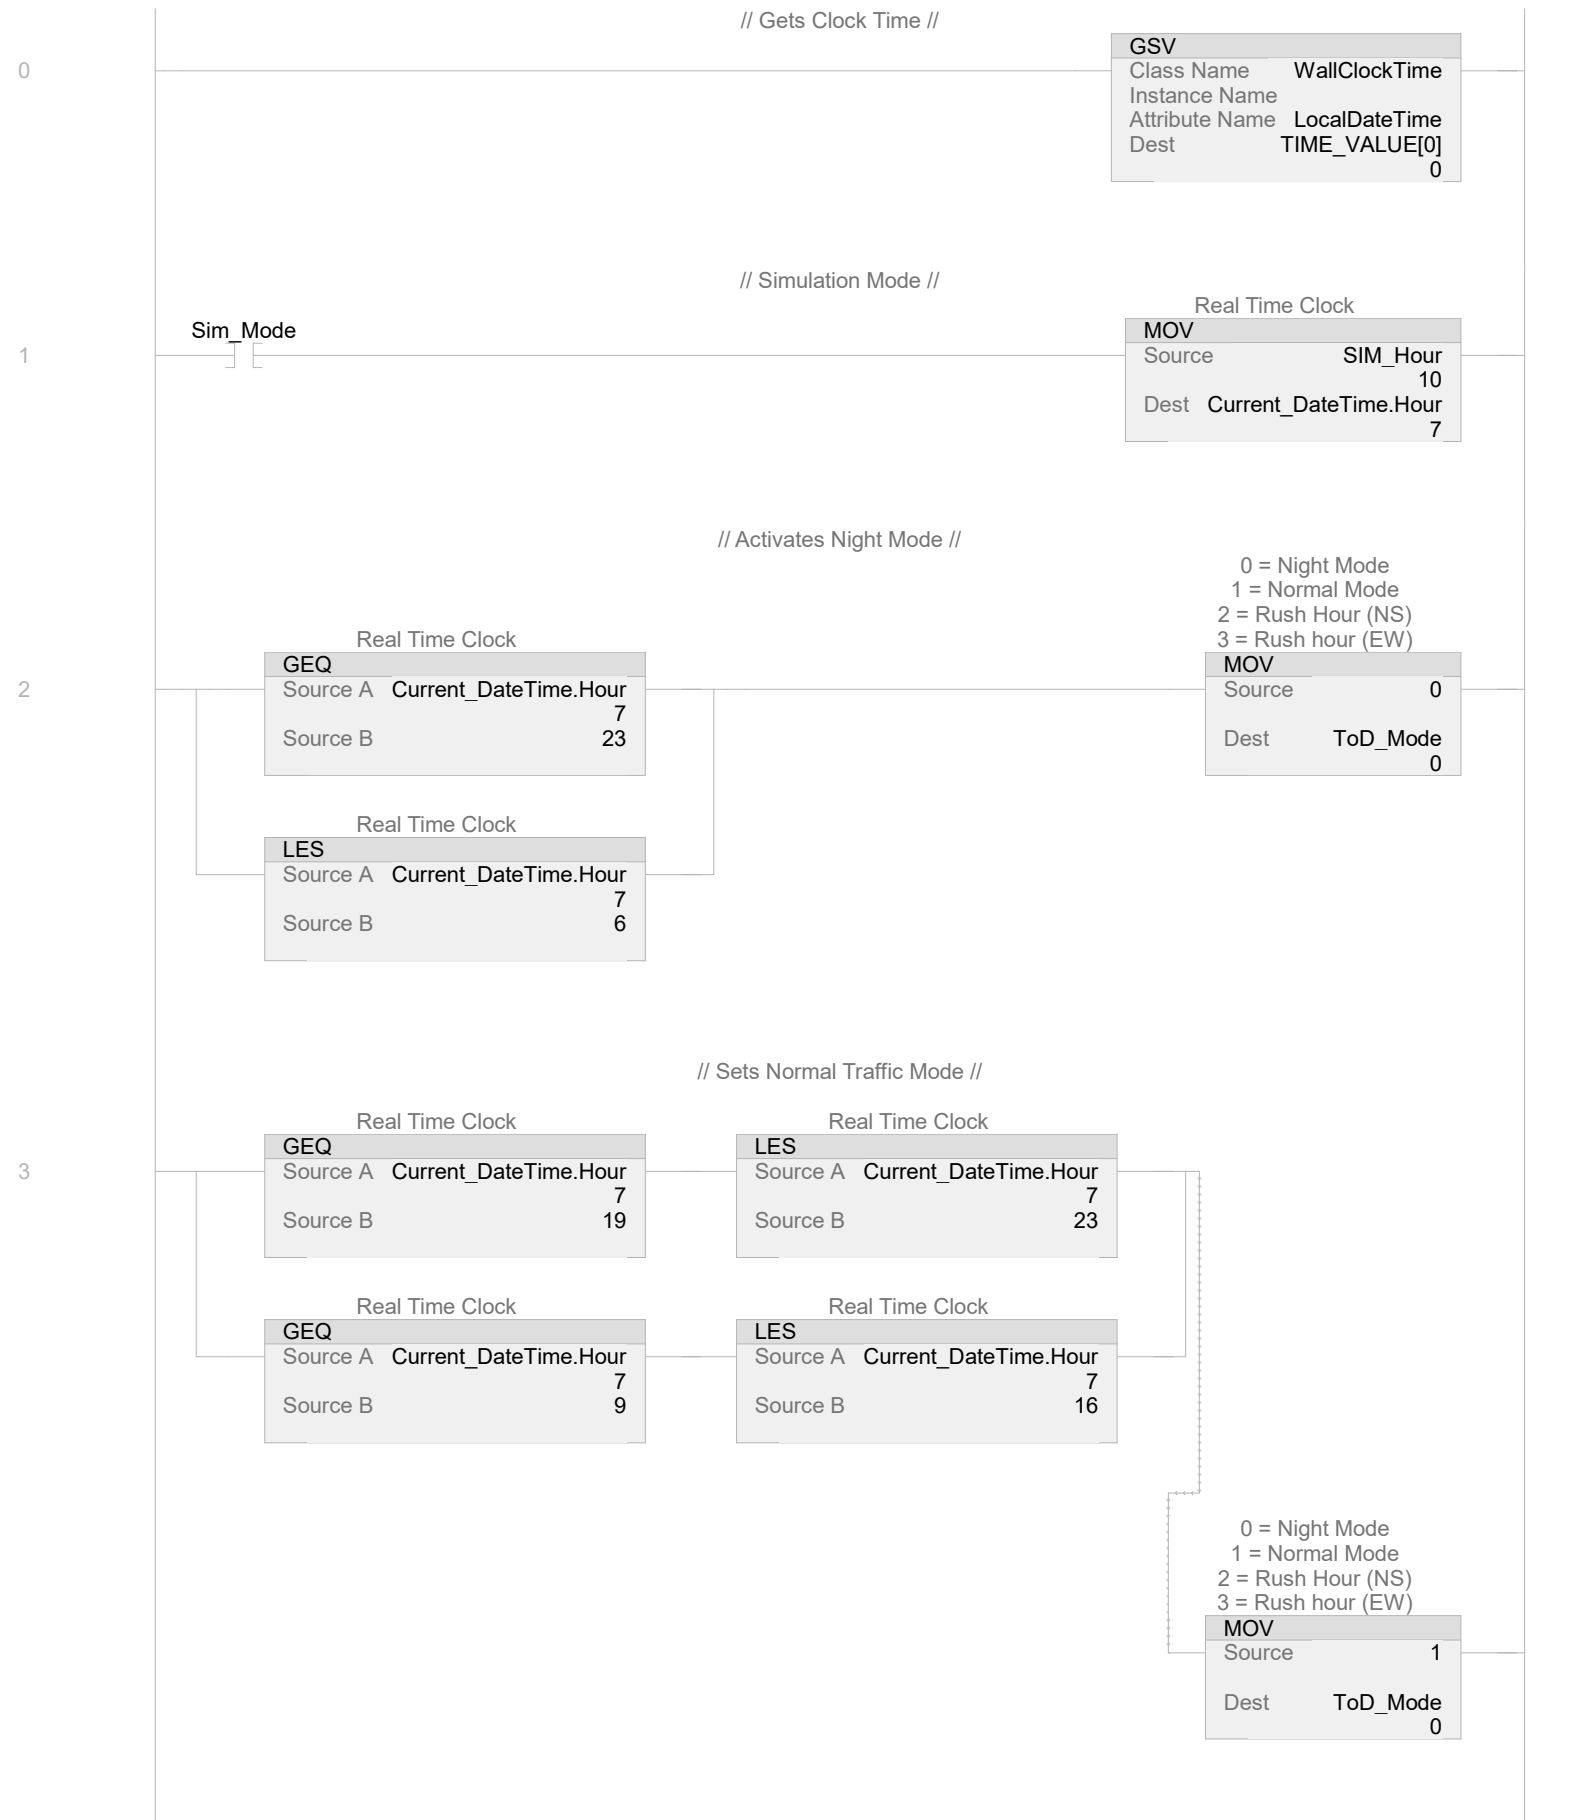 // Gets Clock Time //
0
GSV
Class Name WallClockTime
Instance Name
Attribute Name LocalDateTime
Dest TIME_VALUE[0]
0
// Simulation Mode //
1
Sim_Mode
Real Time Clock
MOV
Source SIM_Hour
10
Dest Current_DateTime.Hour
7
// Activates Night Mode //
2
Real Time Clock
GEQ
Source A Current_DateTime.Hour
7
Source B 23
0 = Night Mode
1 = Normal Mode
2 = Rush Hour (NS)
3 = Rush hour (EW)
MOV
Source 0
Dest ToD_Mode
0
Real Time Clock
LES
Source A Current_DateTime.Hour
7
Source B 6
// Sets Normal Traffic Mode //
3
Real Time Clock
GEQ
Source A Current_DateTime.Hour
7
Source B 19
Real Time Clock
LES
Source A Current_DateTime.Hour
7
Source B 23
Real Time Clock
GEQ
Source A Current_DateTime.Hour
7
Source B 9
Real Time Clock
LES
Source A Current_DateTime.Hour
7
Source B 16
0 = Night Mode
1 = Normal Mode
2 = Rush Hour (NS)
3 = Rush hour (EW)
MOV
Source 1
Dest ToD_Mode
0